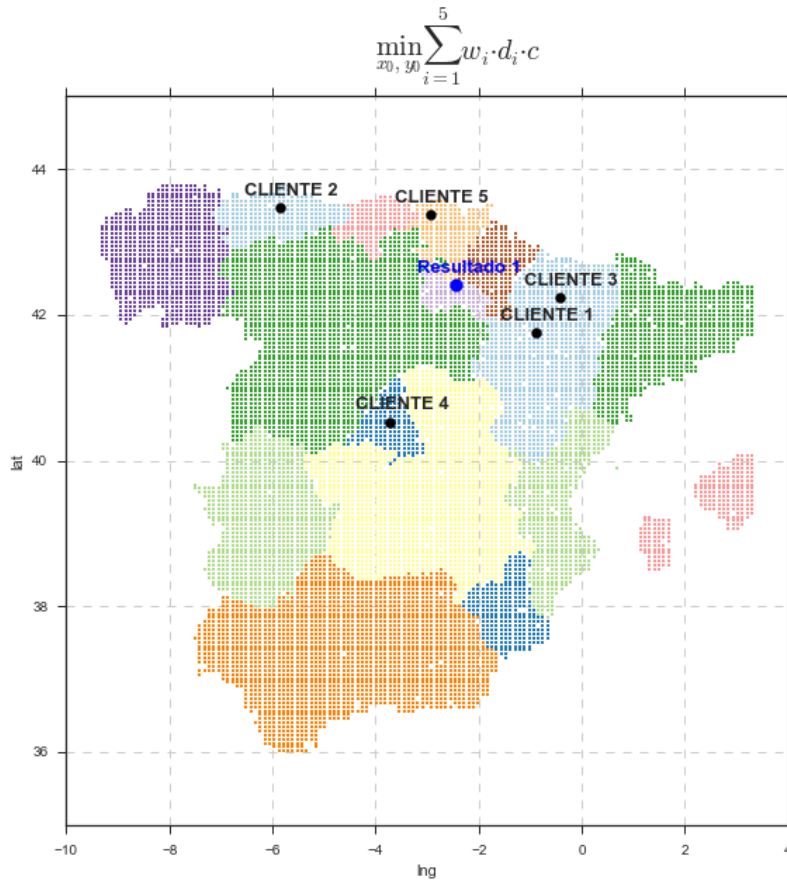 min x₀, y₀ ∑ i = 1 5 wᵢ·dᵢ·c
44
CLIENTE 2
CLIENTE 5
Resultado 1
CLIENTE 3
42
CLIENTE 1
CLIENTE 4
40
lat
38
36
−10 −8 −6 −4 −2 0 2 4
lng